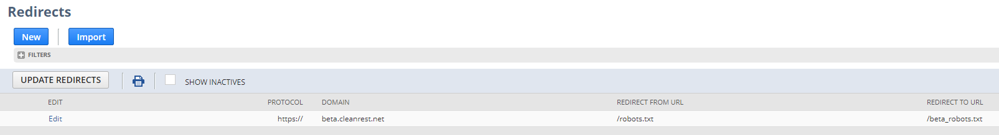 Redirects
New Import
FILTERS
UPDATE REDIRECTS SHOW INACTIVES
EDIT PROTOCOL DOMAIN REDIRECT FROM URL REDIRECT TO URL
Edit https:// beta.cleanrest.net /robots.txt /beta_robots.txt